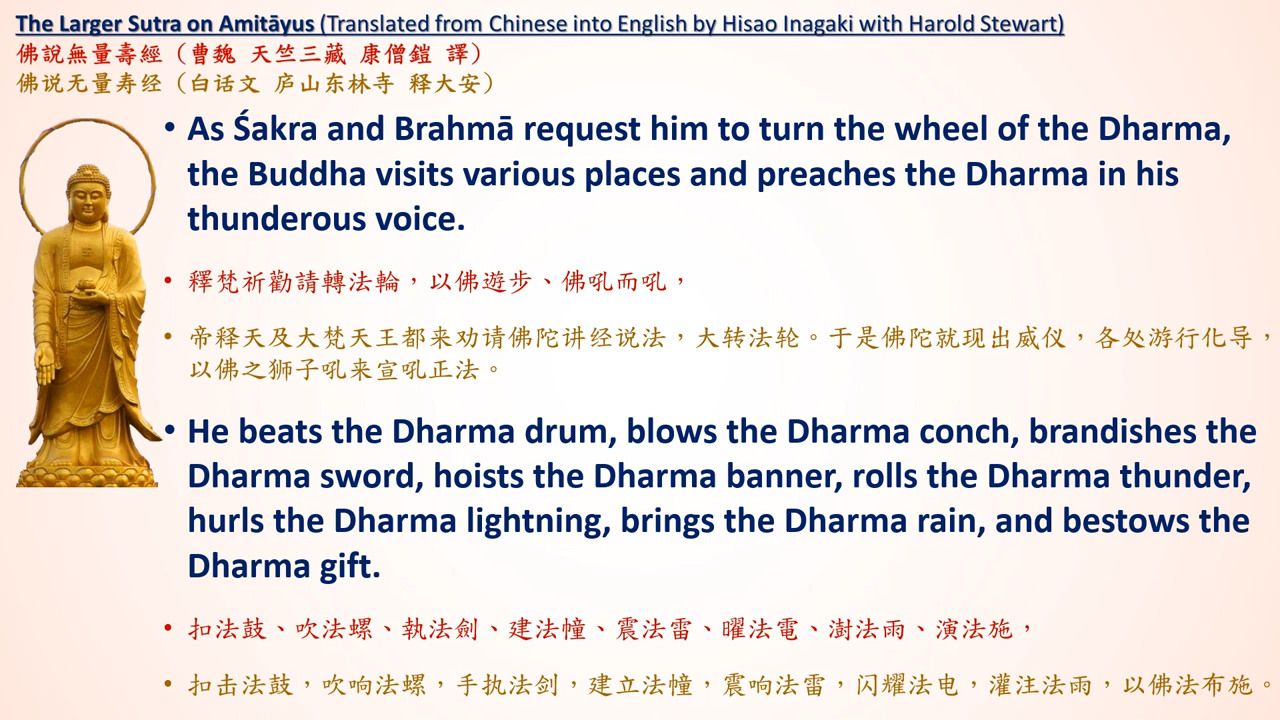 The Larger Sutra on Amitāyus (Translated from Chinese into English by Hisao Inagaki with Harold Stewart)
佛說無量壽經（曹魏 天竺三藏 康僧鎧 譯）
佛说无量寿经（白话文 庐山东林寺 释大安）
• As Śakra and Brahmā request him to turn the wheel of the Dharma,
the Buddha visits various places and preaches the Dharma in his
thunderous voice.
• 釋梵祈勸請轉法輪，以佛遊步、佛吼而吼，
• 帝释天及大梵天王都来劝请佛陀讲经说法，大转法轮。于是佛陀就现出威仪，各处游行化导，
以佛之狮子吼来宣吼正法。
• He beats the Dharma drum, blows the Dharma conch, brandishes the
Dharma sword, hoists the Dharma banner, rolls the Dharma thunder,
hurls the Dharma lightning, brings the Dharma rain, and bestows the
Dharma gift.
• 扣法鼓、吹法螺、執法劍、建法幢、震法雷、曜法電、澍法雨、演法施，
• 扣击法鼓，吹响法螺，手执法剑，建立法幢，震响法雷，闪耀法电，灌注法雨，以佛法布施。